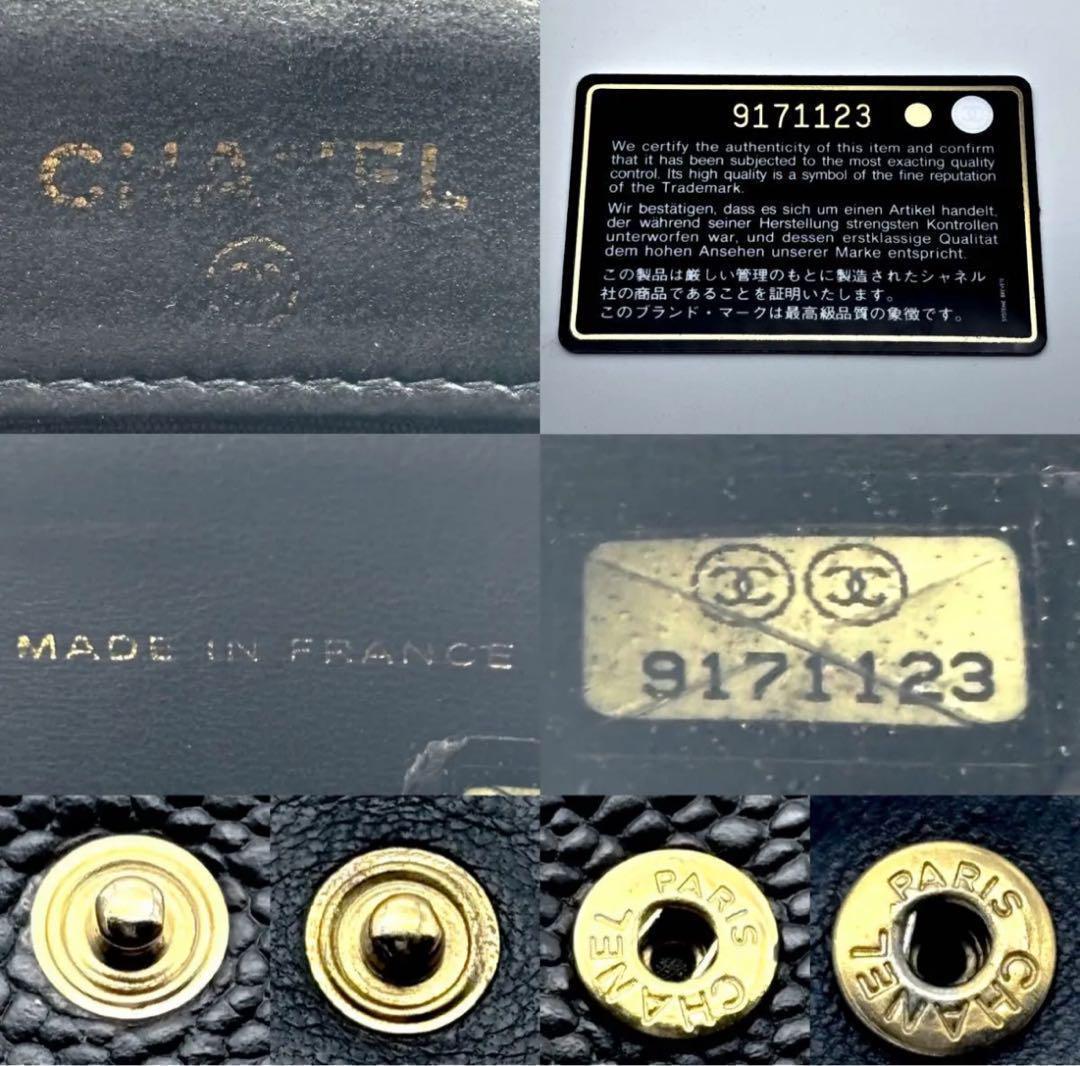 CHANEL
9171123
We certify the authenticity of this item and confirm
that it has been subjected to the most exacting quality
control. Its high quality is a symbol of the fine reputation
of the Trademark.
Wir bestätigen, dass es sich um einen Artikel handelt,
der während seiner Herstellung strengsten Kontrollen
unterworfen war, und dessen erstklassige Qualität
dem hohen Ansehen unserer Marke entspricht.
この製品は厳しい管理のもとに製造されたシャネル
社の商品であることを証明いたします。
このブランド・マークは最高級品質の象徴です。
MADE IN FRANCE
9171123
CHANEL PARIS
CHANEL PARIS